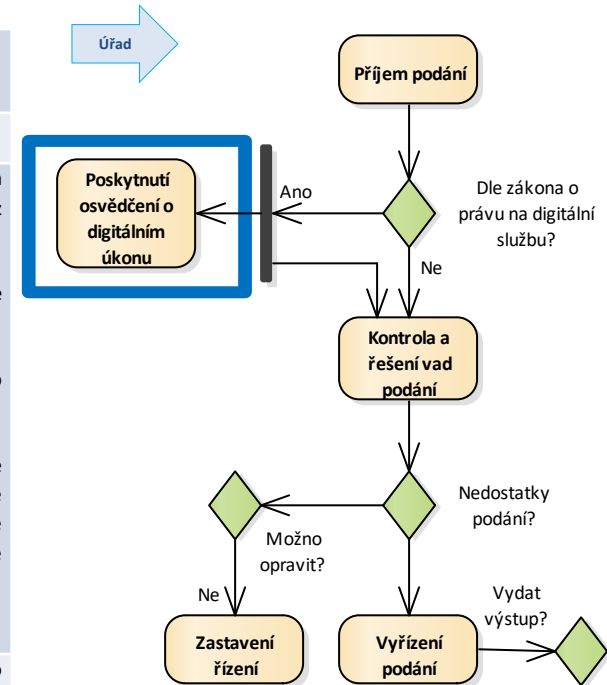 Úřad
Příjem podání
Poskytnutí
osvědčení o
digitálním
úkonu
Ano
Dle zákona o
právu na digitální
službu?
Ne
Kontrola a
řešení vad
podání
Nedostatky
podání?
Možno
opravit?
Ne
Zastavení
řízení
Vyřízení
podání
Vydat
výstup?